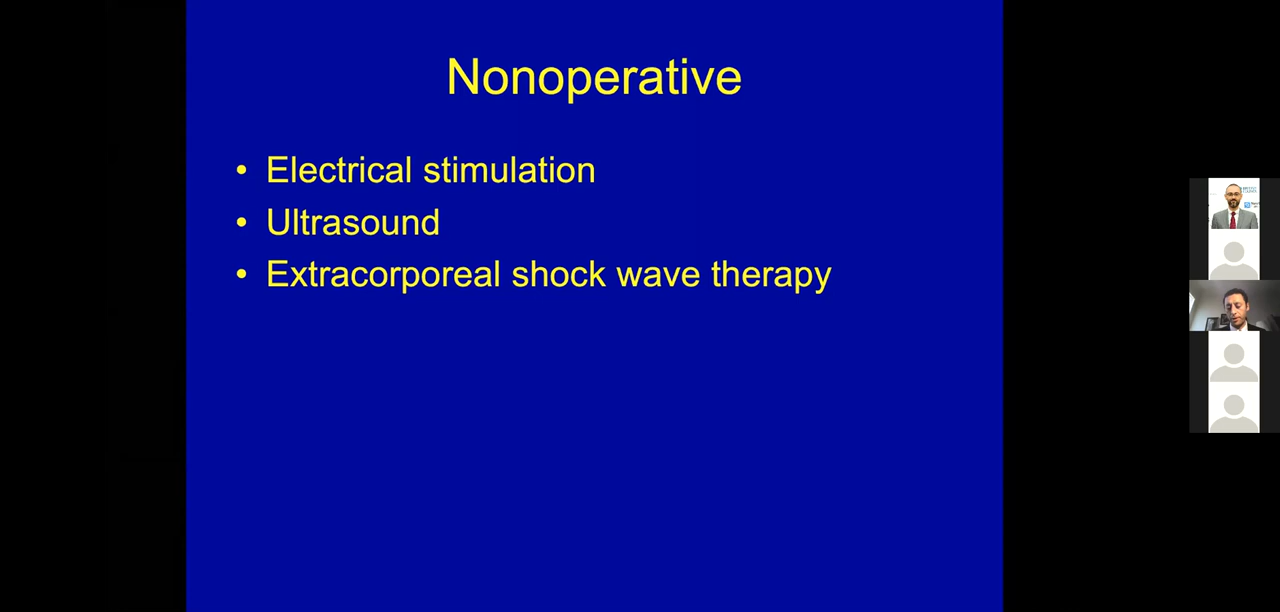 Nonoperative
• Electrical stimulation
• Ultrasound
• Extracorporeal shock wave therapy